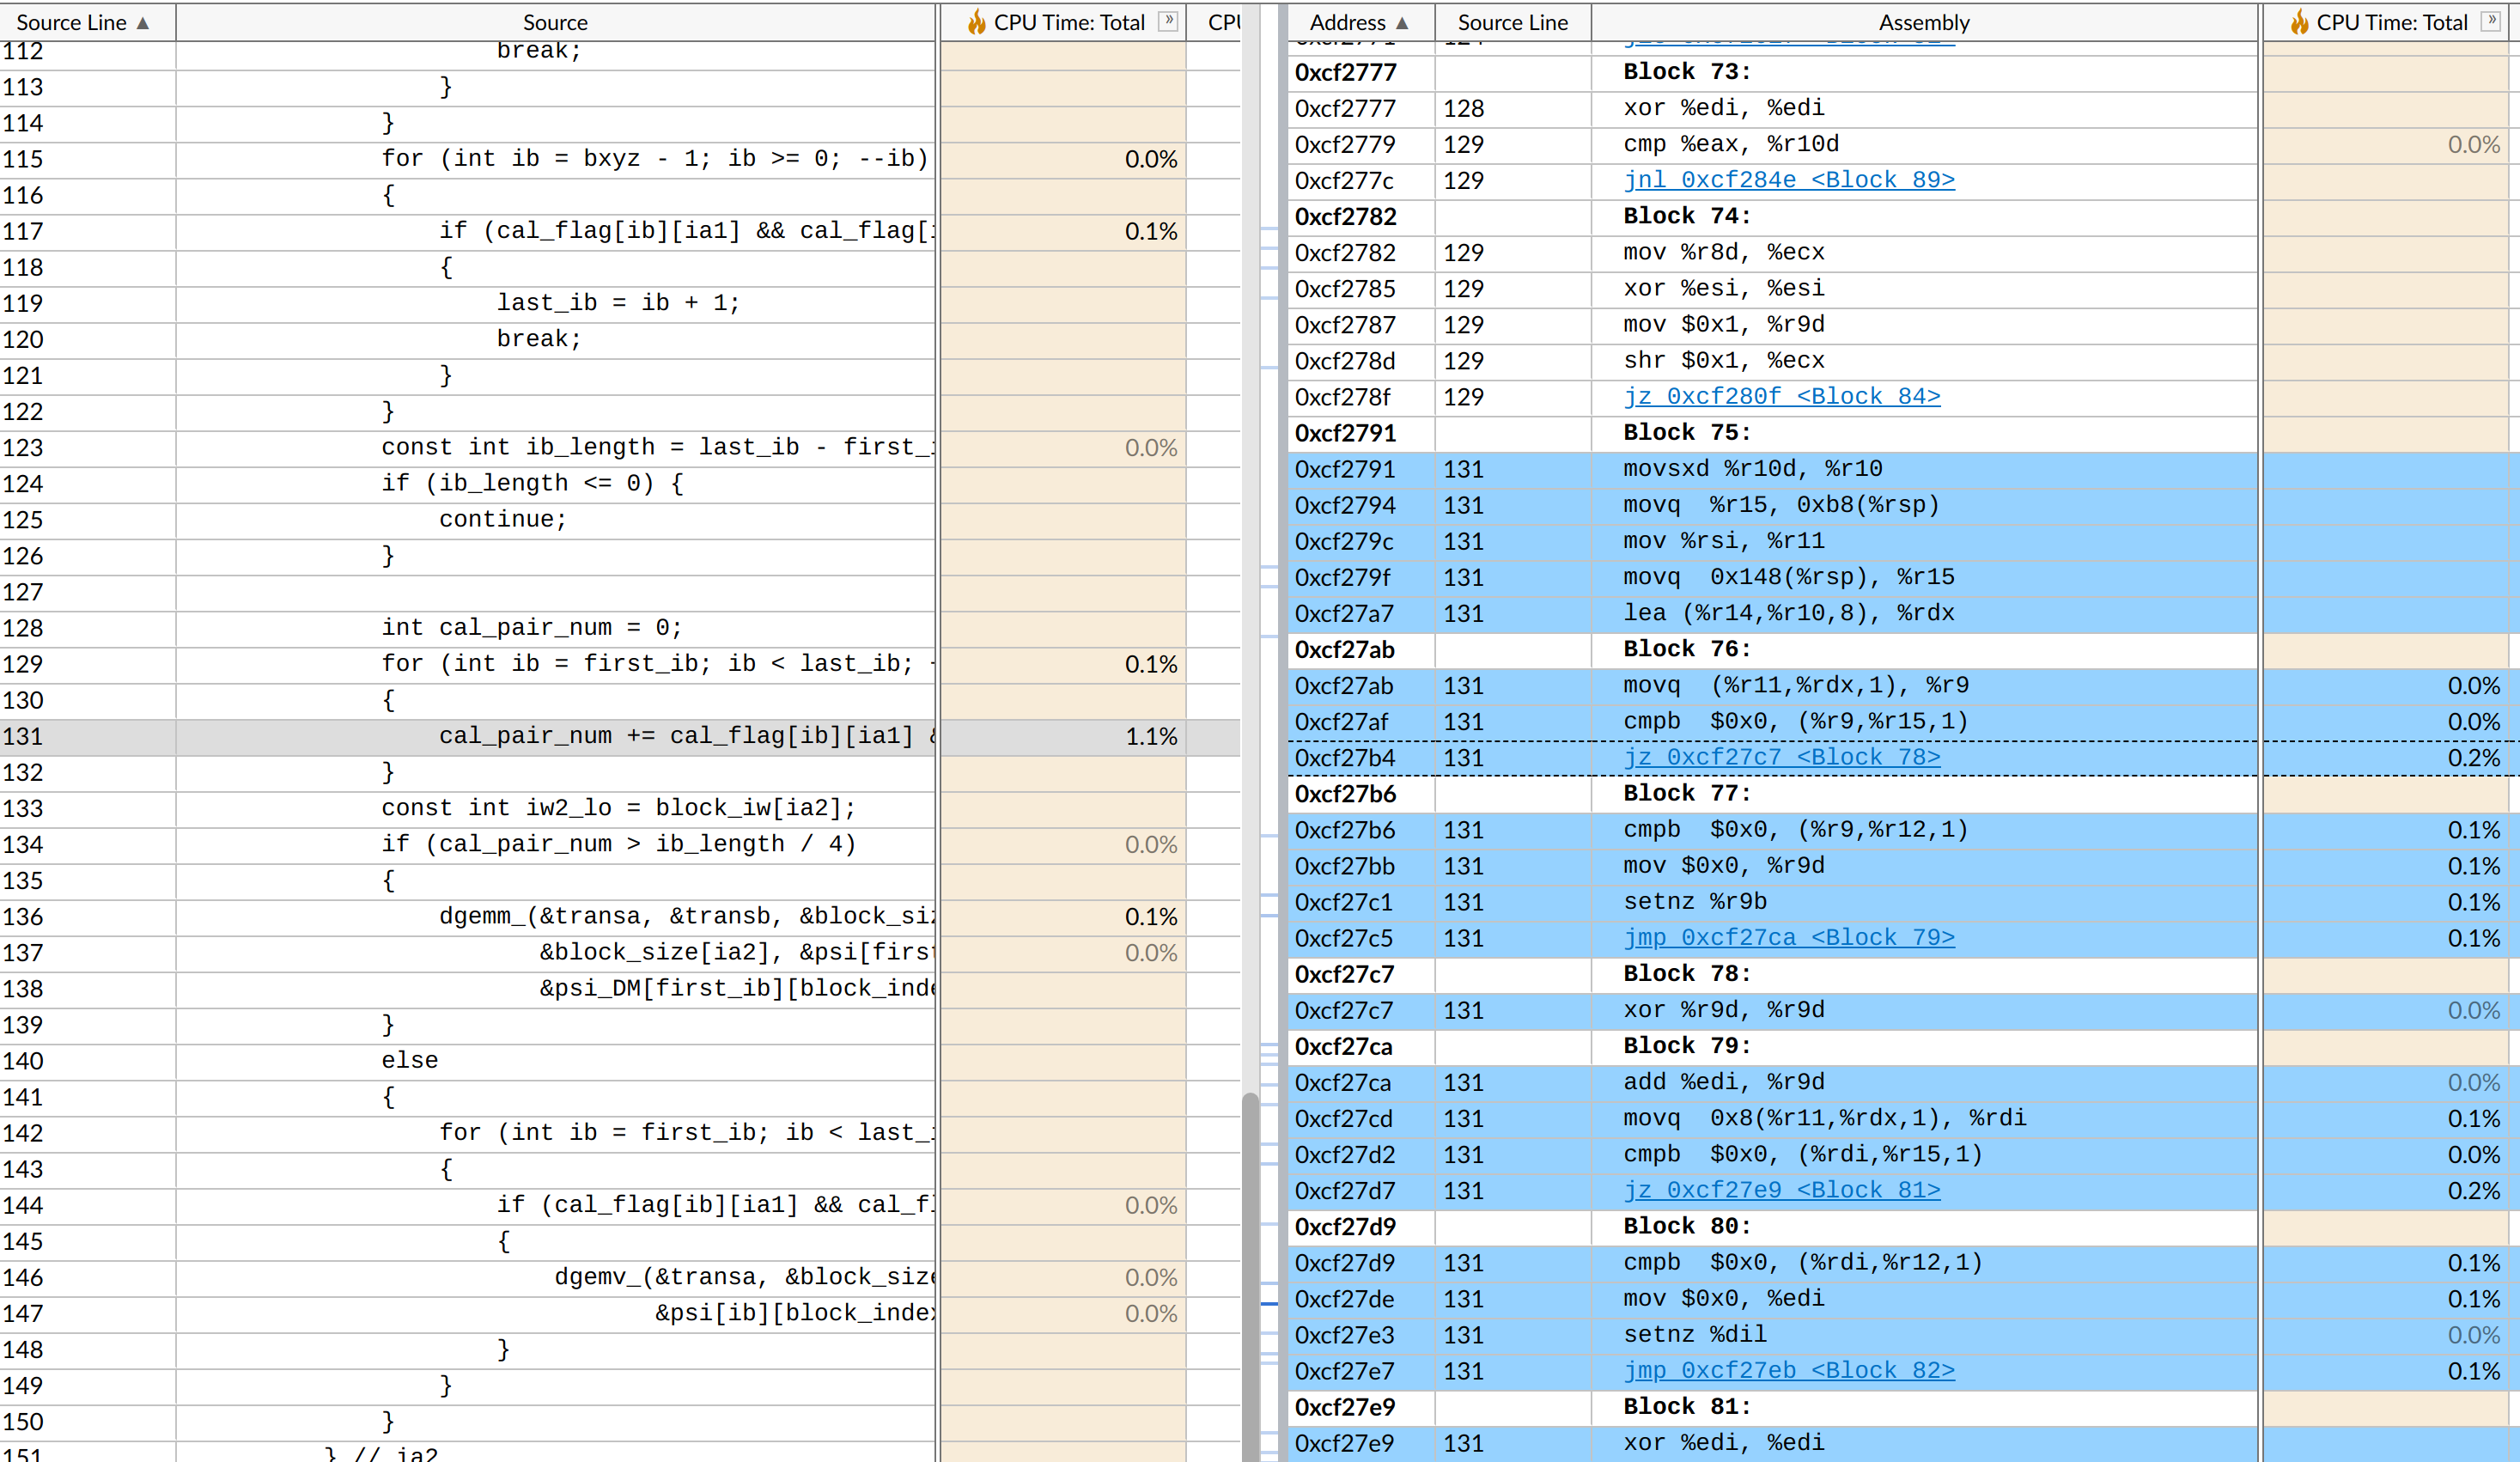 Source Line ▲ Source CPU Time: Total » CPU
112 break;
113 }
114 }
115 for (int ib = bxyz - 1; ib >= 0; --ib) 0.0%
116 {
117 if (cal_flag[ib][ia1] && cal_flag[ 0.1%
118 {
119 last_ib = ib + 1;
120 break;
121 }
122 }
123 const int ib_length = last_ib - first_ 0.0%
124 if (ib_length <= 0) {
125 continue;
126 }
127
128 int cal_pair_num = 0;
129 for (int ib = first_ib; ib < last_ib; 0.1%
130 {
131 cal_pair_num += cal_flag[ib][ia1] 1.1%
132 }
133 const int iw2_lo = block_iw[ia2];
134 if (cal_pair_num > ib_length / 4) 0.0%
135 {
136 dgemm_(&transa, &transb, &block_si 0.1%
137 &block_size[ia2], &psi[firs 0.0%
138 &psi_DM[first_ib][block_ind
139 }
140 else
141 {
142 for (int ib = first_ib; ib < last_
143 {
144 if (cal_flag[ib][ia1] && cal_f 0.0%
145 {
146 dgemv_(&transa, &block_size 0.0%
147 &psi[ib][block_inde 0.0%
148 }
149 }
150 }
151 } // ia2
Address ▲ Source Line Assembly CPU Time: Total »
0xcf2777 Block 73:
0xcf2777 128 xor %edi, %edi
0xcf2779 129 cmp %eax, %r10d 0.0%
0xcf277c 129 jnl 0xcf284e <Block 89>
0xcf2782 Block 74:
0xcf2782 129 mov %r8d, %ecx
0xcf2785 129 xor %esi, %esi
0xcf2787 129 mov $0x1, %r9d
0xcf278d 129 shr $0x1, %ecx
0xcf278f 129 jz 0xcf280f <Block 84>
0xcf2791 Block 75:
0xcf2791 131 movsxd %r10d, %r10
0xcf2794 131 movq %r15, 0xb8(%rsp)
0xcf279c 131 mov %rsi, %r11
0xcf279f 131 movq 0x148(%rsp), %r15
0xcf27a7 131 lea (%r14,%r10,8), %rdx
0xcf27ab Block 76:
0xcf27ab 131 movq (%r11,%rdx,1), %r9 0.0%
0xcf27af 131 cmpb $0x0, (%r9,%r15,1) 0.0%
0xcf27b4 131 jz 0xcf27c7 <Block 78> 0.2%
0xcf27b6 Block 77:
0xcf27b6 131 cmpb $0x0, (%r9,%r12,1) 0.1%
0xcf27bb 131 mov $0x0, %r9d 0.1%
0xcf27c1 131 setnz %r9b 0.1%
0xcf27c5 131 jmp 0xcf27ca <Block 79> 0.1%
0xcf27c7 Block 78:
0xcf27c7 131 xor %r9d, %r9d 0.0%
0xcf27ca Block 79:
0xcf27ca 131 add %edi, %r9d 0.0%
0xcf27cd 131 movq 0x8(%r11,%rdx,1), %rdi 0.1%
0xcf27d2 131 cmpb $0x0, (%rdi,%r15,1) 0.0%
0xcf27d7 131 jz 0xcf27e9 <Block 81> 0.2%
0xcf27d9 Block 80:
0xcf27d9 131 cmpb $0x0, (%rdi,%r12,1) 0.1%
0xcf27de 131 mov $0x0, %edi 0.1%
0xcf27e3 131 setnz %dil 0.0%
0xcf27e7 131 jmp 0xcf27eb <Block 82> 0.1%
0xcf27e9 Block 81:
0xcf27e9 131 xor %edi, %edi